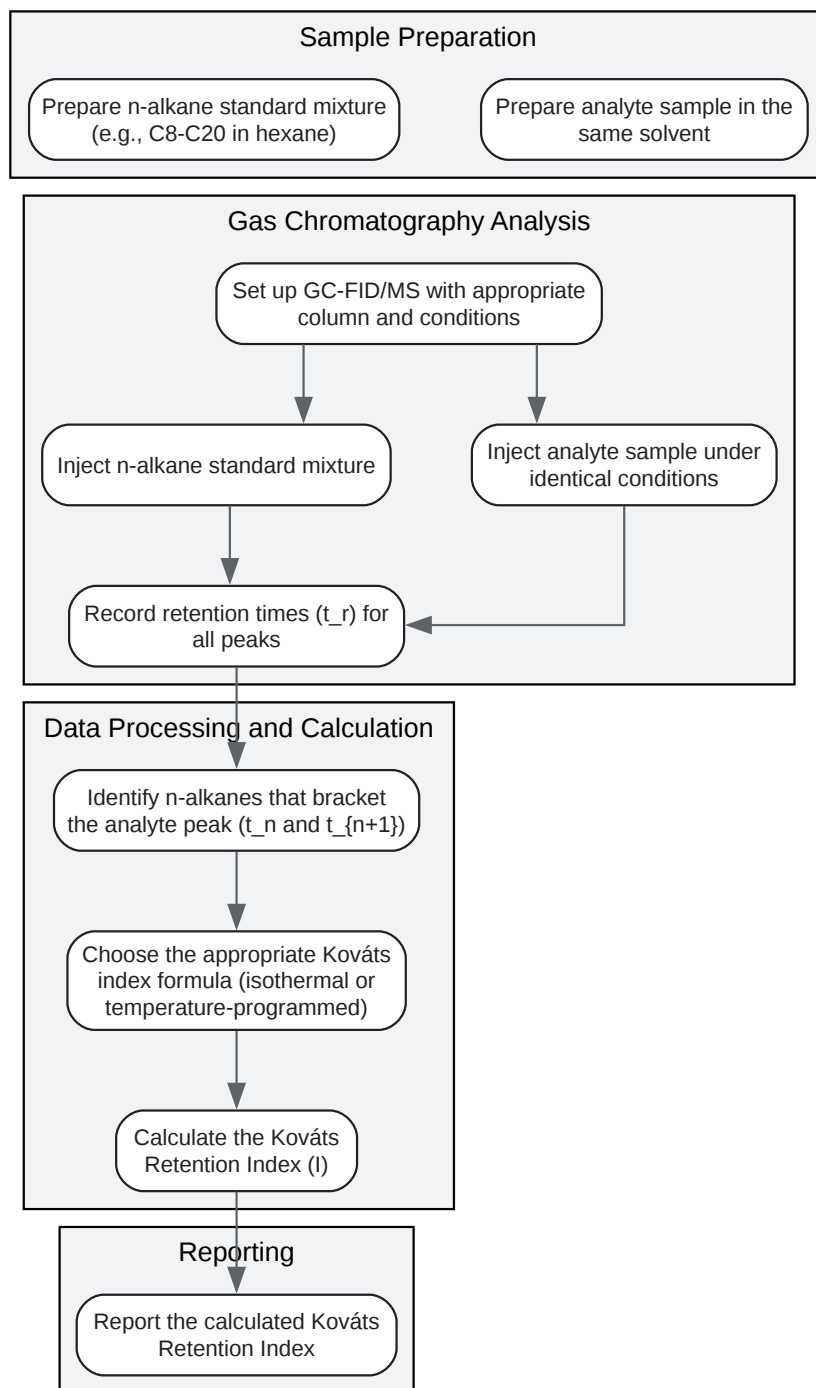 Sample Preparation
Prepare n-alkane standard mixture
(e.g., C8-C20 in hexane)
Prepare analyte sample in the
same solvent
Gas Chromatography Analysis
Set up GC-FID/MS with appropriate
column and conditions
Inject n-alkane standard mixture
Inject analyte sample under
identical conditions
Record retention times (t_r) for
all peaks
Data Processing and Calculation
Identify n-alkanes that bracket
the analyte peak (t_n and t_{n+1})
Choose the appropriate Kováts
index formula (isothermal or
temperature-programmed)
Calculate the Kováts
Retention Index (I)
Reporting
Report the calculated Kováts
Retention Index